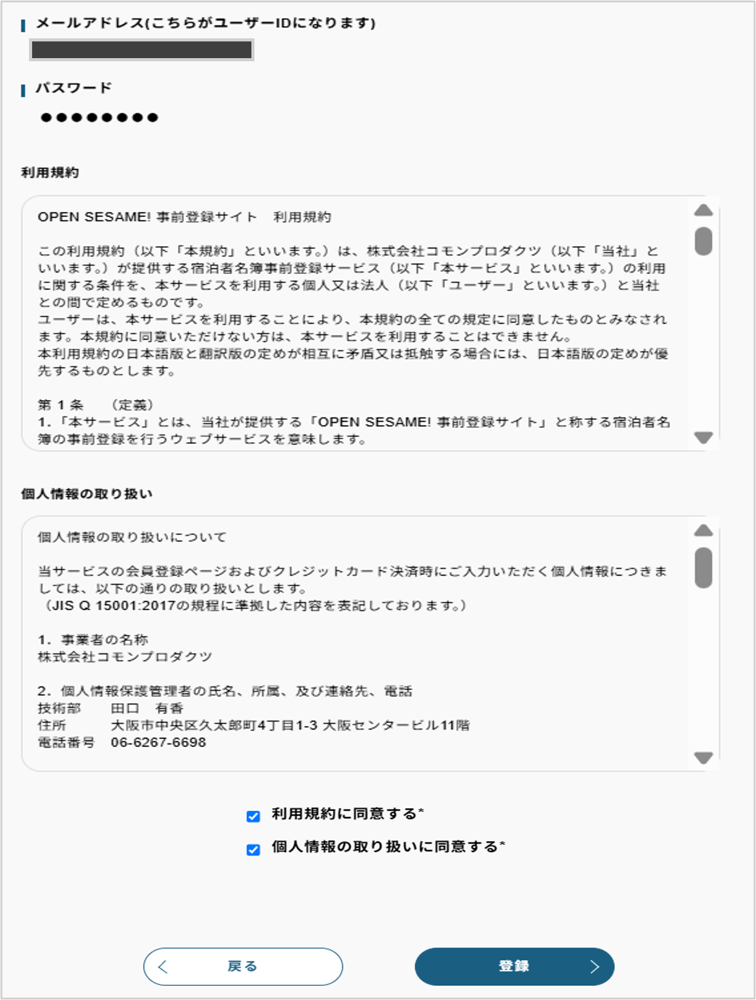 メールアドレス(こちらがユーザーIDになります)
パスワード
●●●●●●●●
利用規約
OPEN SESAME! 事前登録サイト　利用規約
この利用規約（以下「本規約」といいます。）は、株式会社コモンプロダクツ（以下「当社」と
いいます。）が提供する宿泊者名簿事前登録サービス（以下「本サービス」といいます。）の利用
に関する条件を、本サービスを利用する個人又は法人（以下「ユーザー」といいます。）と当社
との間で定めるものです。
ユーザーは、本サービスを利用することにより、本規約の全ての規定に同意したものとみなされ
ます。本規約に同意いただけない方は、本サービスを利用することはできません。
本利用規約の日本語版と翻訳版の定めが相互に矛盾又は抵触する場合には、日本語版の定めが優
先するものとします。
第 1 条　（定義）
1.「本サービス」とは、当社が提供する「OPEN SESAME! 事前登録サイト」と称する宿泊者名
簿の事前登録を行うウェブサービスを意味します。
個人情報の取り扱い
個人情報の取り扱いについて
当サービスの会員登録ページおよびクレジットカード決済時にご入力いただく個人情報につきま
しては、以下の通りの取り扱いとします。
（JIS Q 15001:2017の規程に準拠した内容を表記しております。）
1．事業者の名称
株式会社コモンプロダクツ
2．個人情報保護管理者の氏名、所属、及び連絡先、電話
技術部　　田口　有香
住所　　　大阪市中央区久太郎町4丁目1-3 大阪センタービル11階
電話番号　06-6267-6698
利用規約に同意する*
個人情報の取り扱いに同意する*
戻る
登録